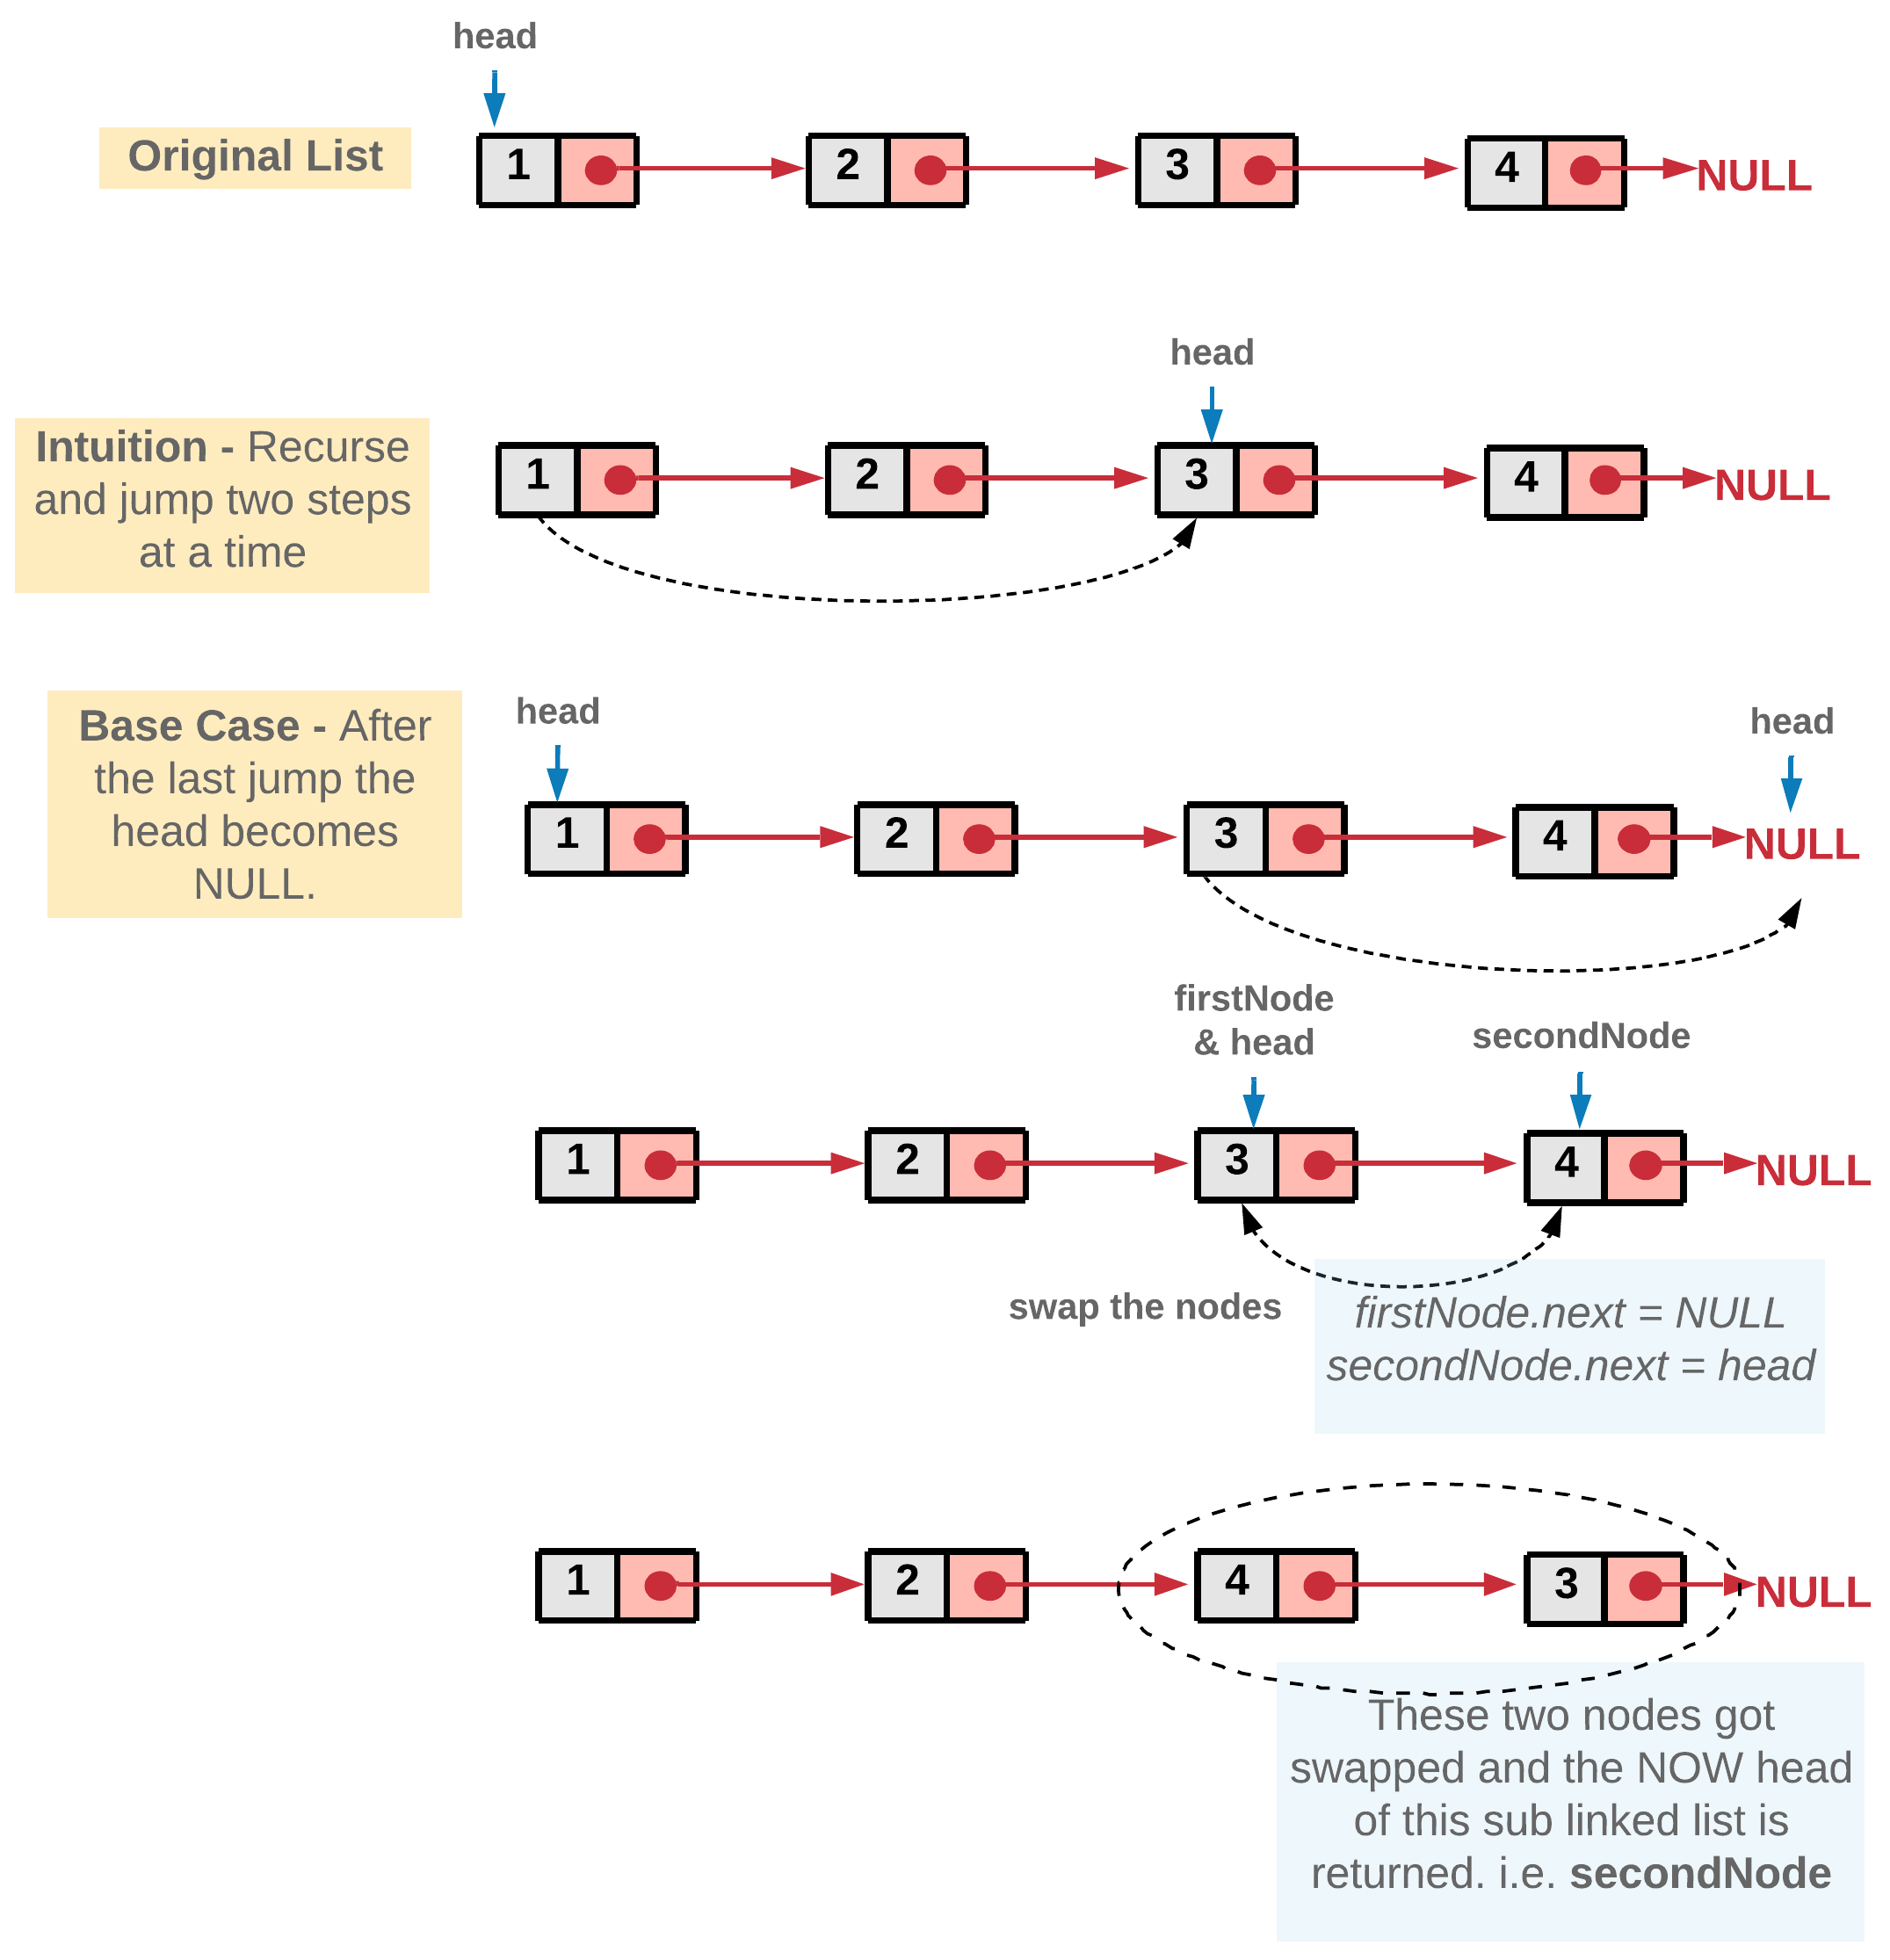 head
Original List
1
2
3
4
NULL
head
Intuition - Recurse
and jump two steps
at a time
1
2
3
4
NULL
Base Case - After
the last jump the
head becomes
NULL.
head
head
1
2
3
4
NULL
firstNode
& head
secondNode
1
2
3
4
NULL
swap the nodes
firstNode.next = NULL
secondNode.next = head
1
2
4
3
NULL
These two nodes got
swapped and the NOW head
of this sub linked list is
returned. i.e. secondNode